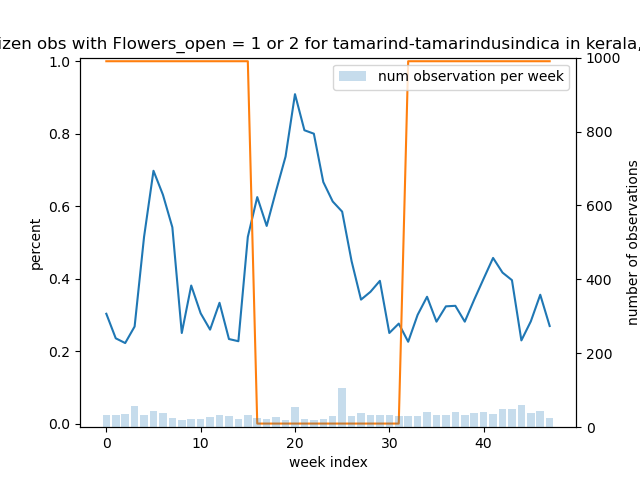 izen obs with Flowers_open = 1 or 2 for tamarind-tamarindusindica in kerala,
num observation per week
percent
1.0
0.8
0.6
0.4
0.2
0.0
1000
800
600
400
200
0
number of observations
0 10 20 30 40
week index